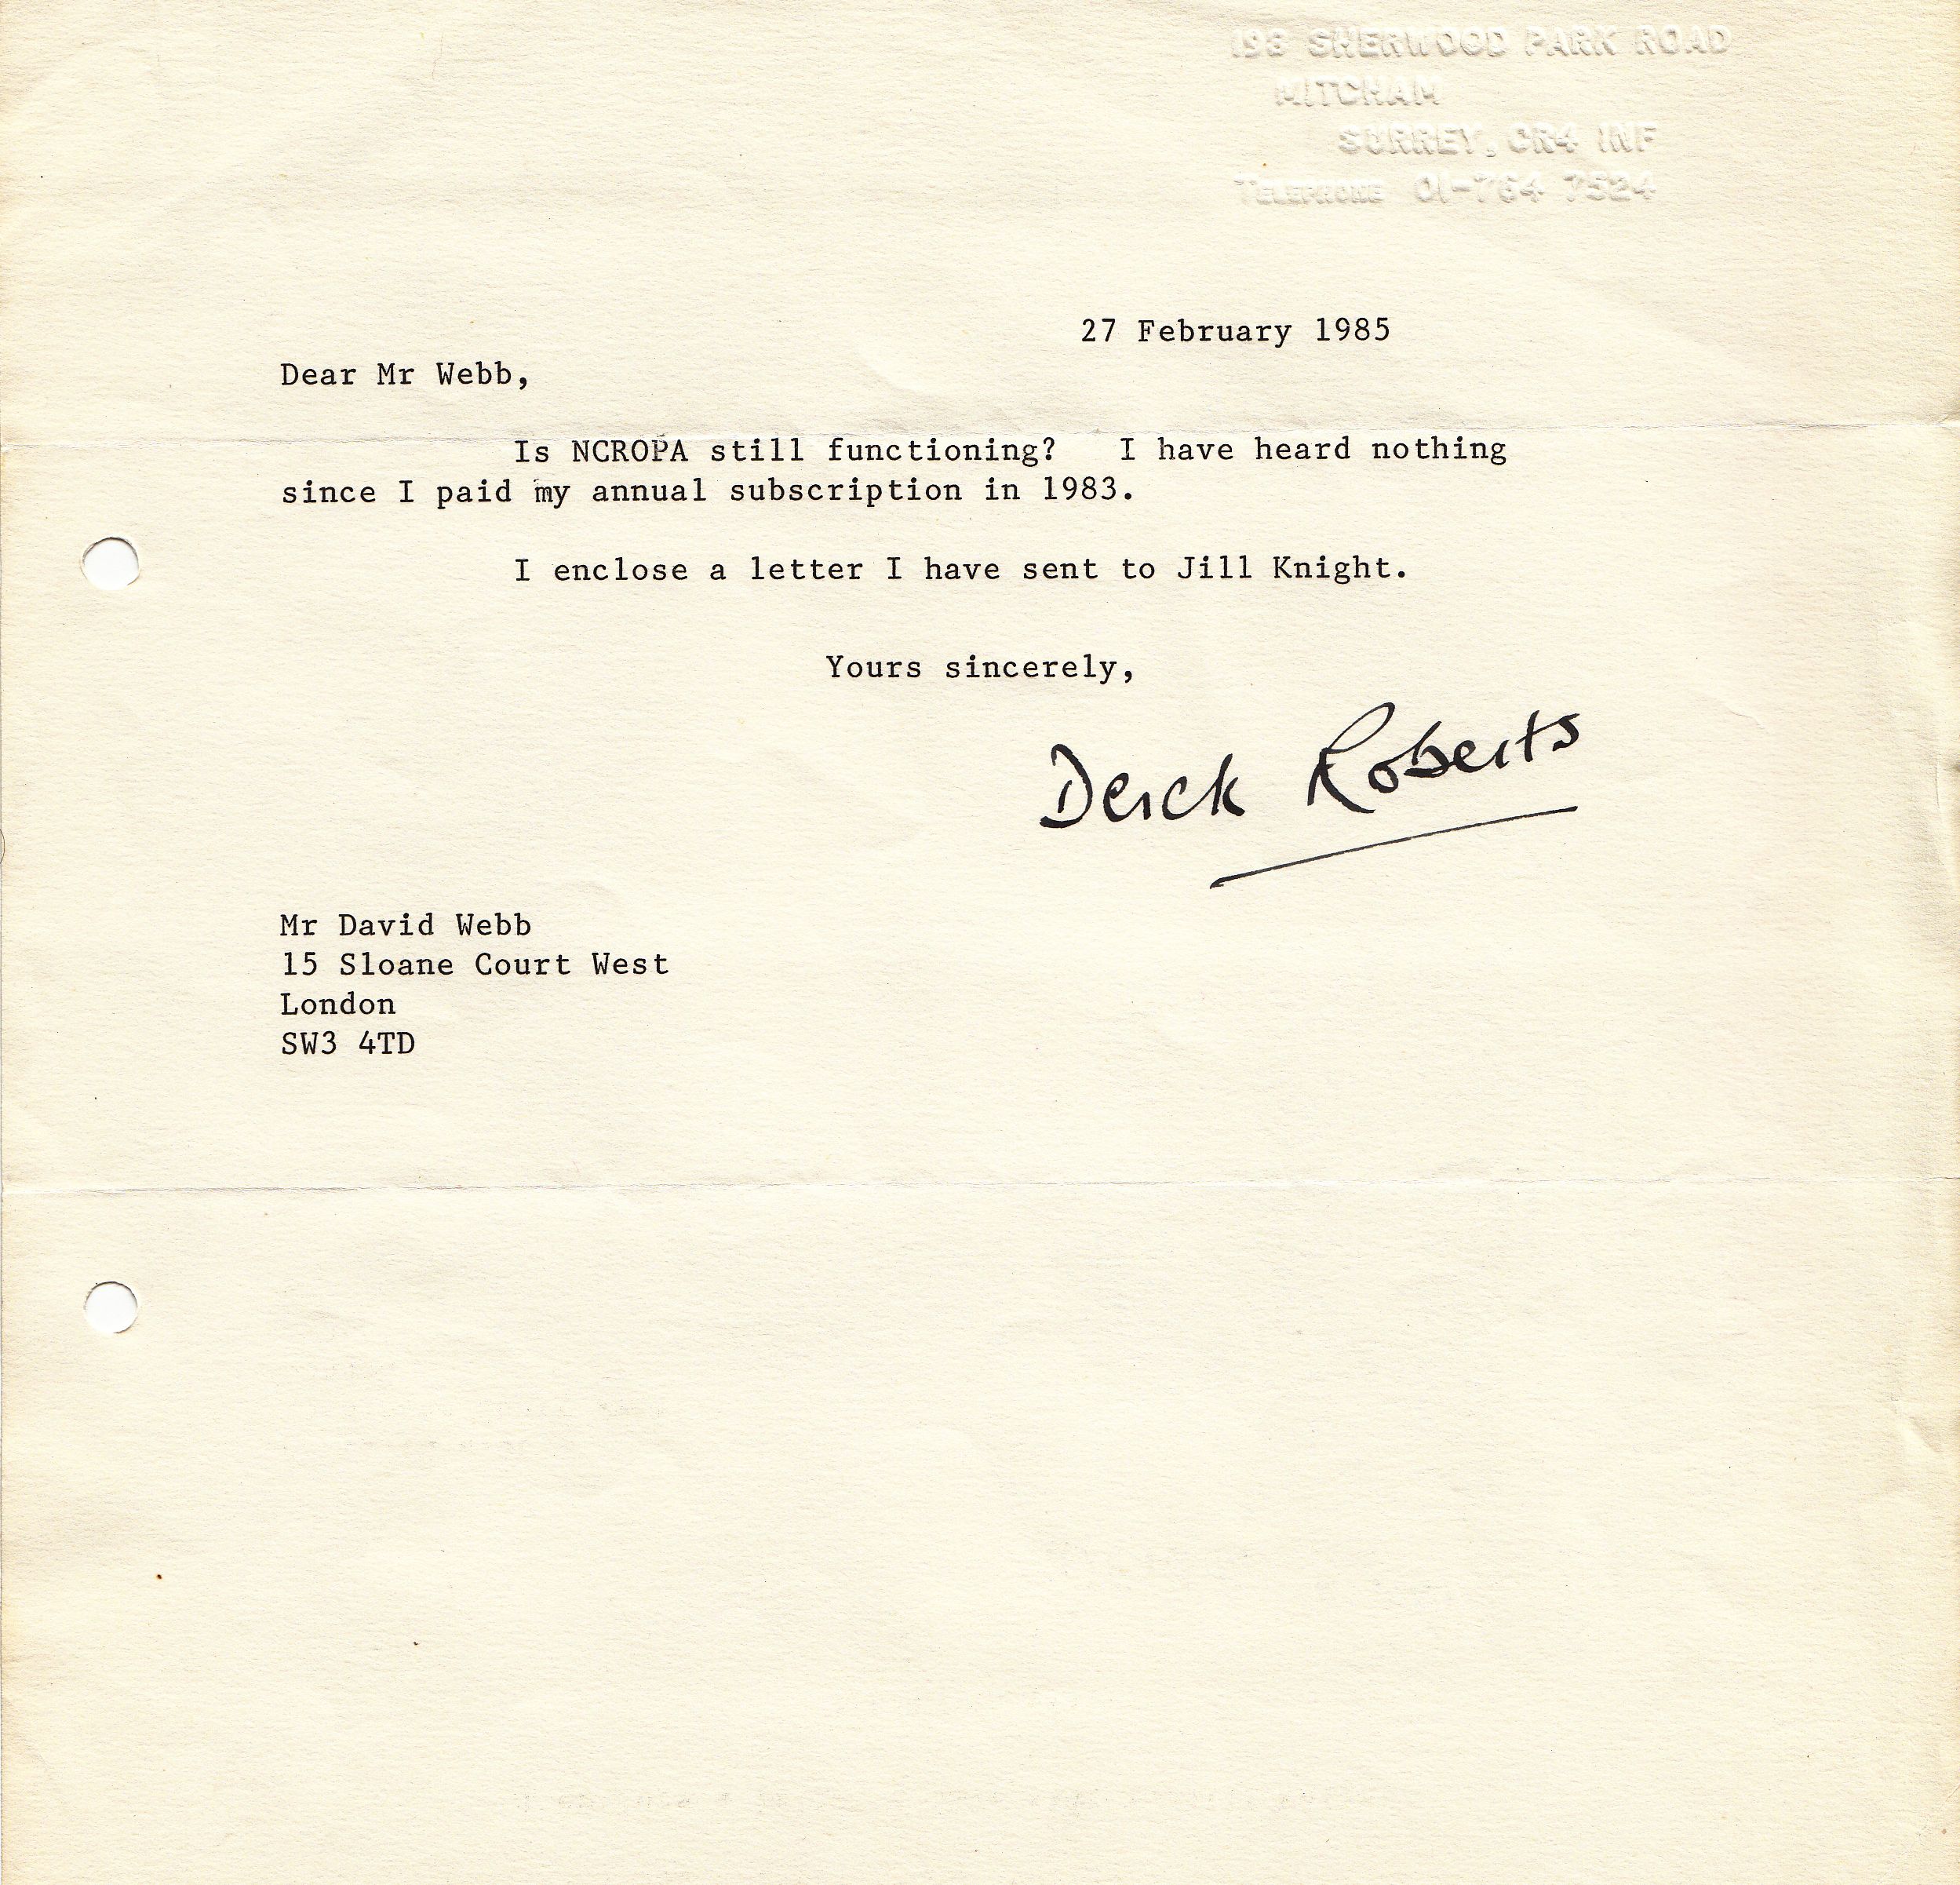 198 SHERWOOD PARK ROAD
MITCHAM
SURREY, CR4 1NF
TELEPHONE 01-764 7524
27 February 1985
Dear Mr Webb,
Is NCROPA still functioning? I have heard nothing
since I paid my annual subscription in 1983.
I enclose a letter I have sent to Jill Knight.
Yours sincerely,
Derek Roberts
Mr David Webb
15 Sloane Court West
London
SW3 4TD